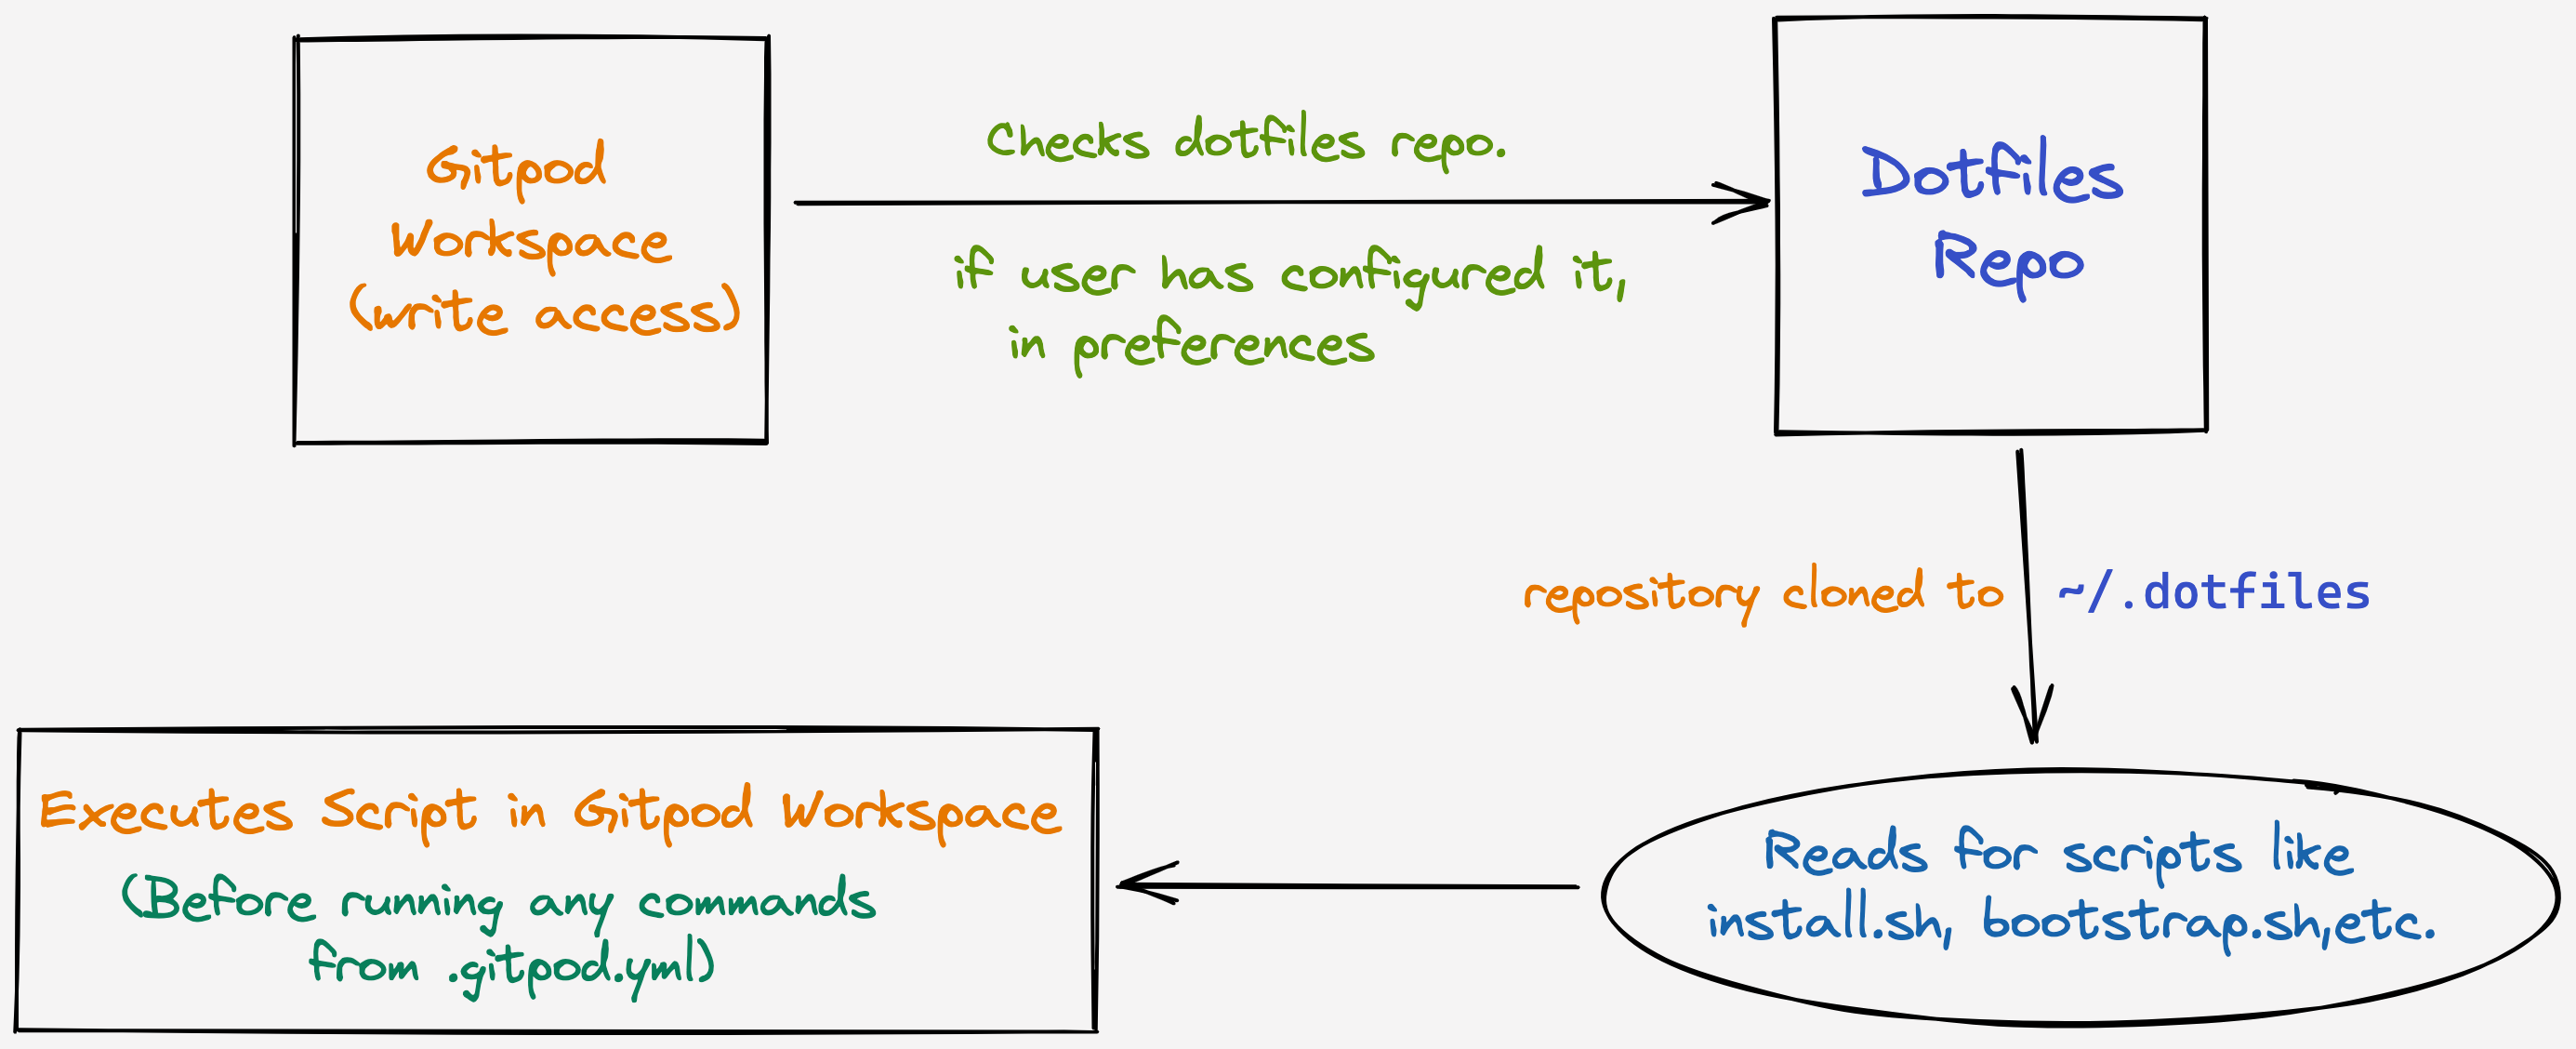 Gitpod
Workspace
(write access)
Checks dotfiles repo.
if user has configured it,
in preferences
Dotfiles
Repo
repository cloned to ~/.dotfiles
Reads for scripts like
install.sh, bootstrap.sh,etc.
Executes Script in Gitpod Workspace
(Before running any commands
from .gitpod.yml)